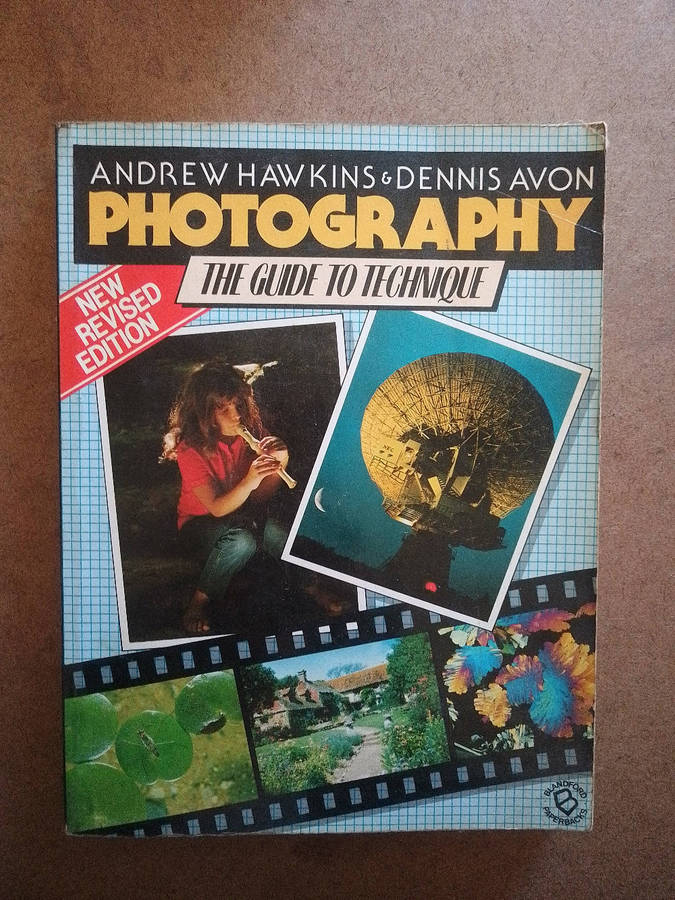 ANDREW HAWKINS & DENNIS AVON
PHOTOGRAPHY
THE GUIDE TO TECHNIQUE
NEW
REVISED
EDITION
BLANDFORD
B
PAPERBACKS